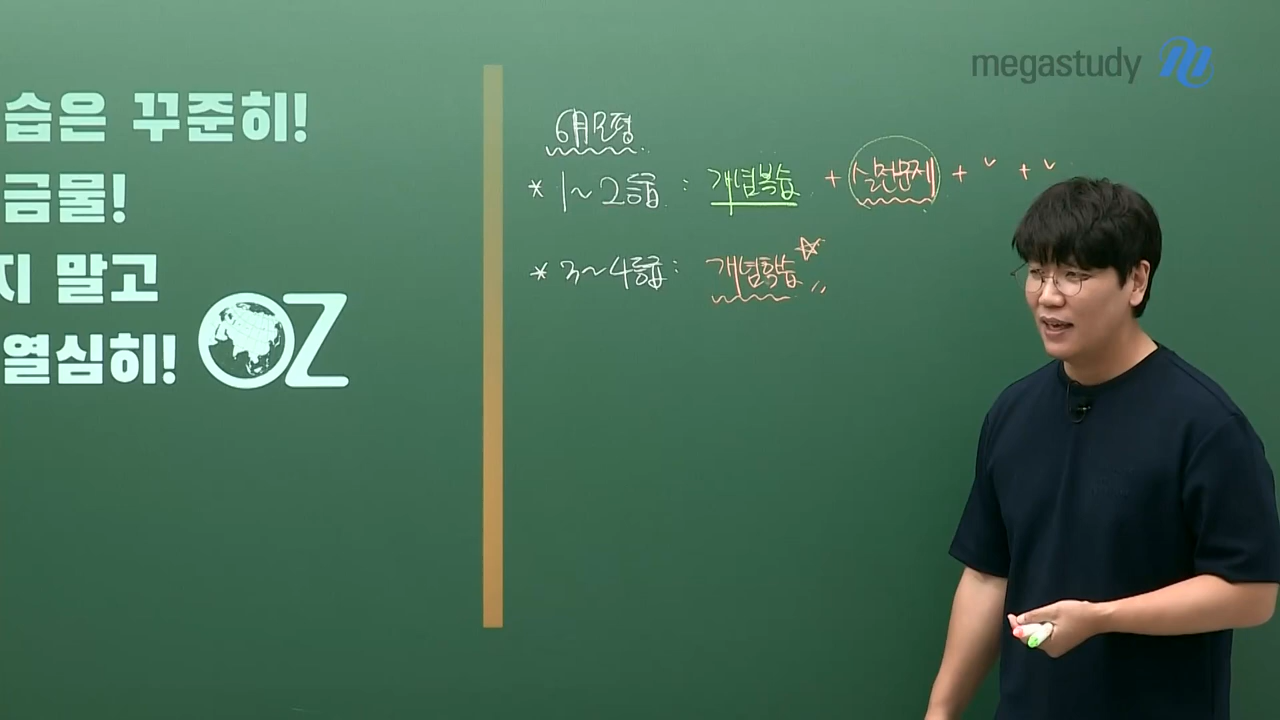 megastudy
습은 꾸준히!
금물!
지 말고
열심히!
OZ
6月모평
* 1~2등급 : 개념복습 + 실전문제 + ˇ + ˇ
* 3~4등급 : 개념학습 ☆